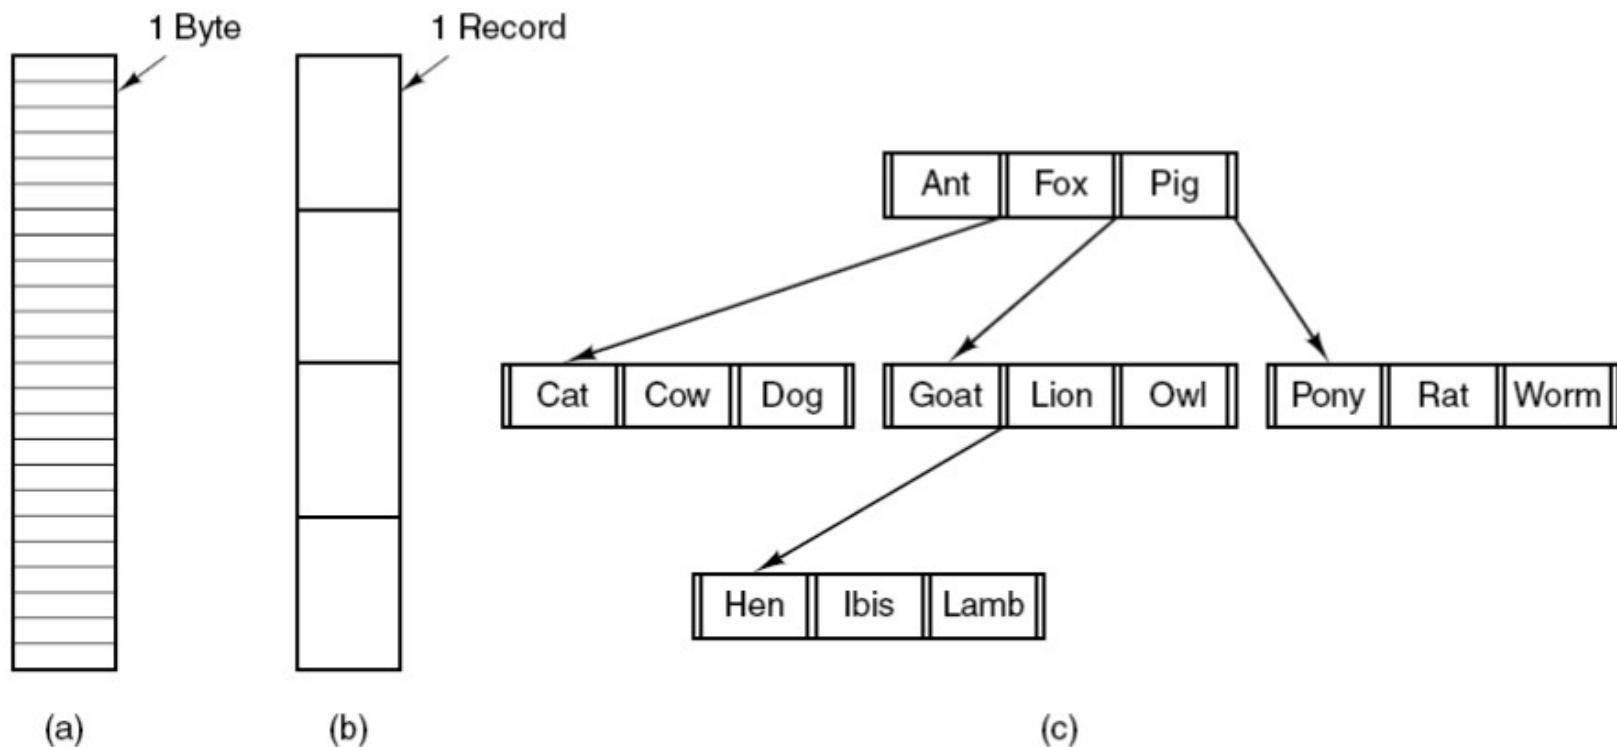 1 Byte
1 Record
Ant Fox Pig
Cat Cow Dog Goat Lion Owl Pony Rat Worm
Hen Ibis Lamb
(a) (b) (c)